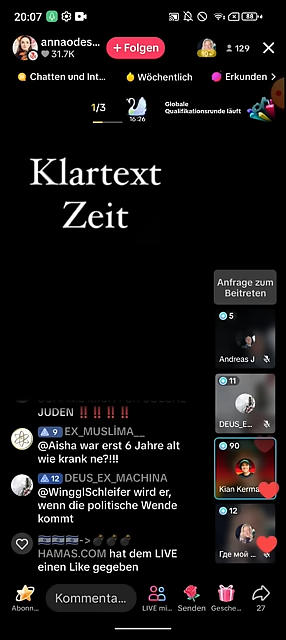 20:07
88
annaodes...
31.7K
+ Folgen
129
Chatten und Int...
Wöchentlich
Erkunden
1/3
16:26
Globale
Qualifikationsrunde läuft
Klartext
Zeit
Anfrage zum
Beitreten
5
Andreas J
11
DEUS_E...
90
Kian Kerma
12
Где мой ...
JUDEN ‼️ ‼️ ‼️ ‼️
9 EX_MUSLİMA__
@Aisha war erst 6 Jahre alt
wie krank ne?!!!
12 DEUS_EX_MACHINA
@WingglSchleifer wird er,
wenn die politische Wende
kommt
🇮🇱🇮🇱🇮🇱-> 💣 💣 💣
HAMAS.COM hat dem LIVE
einen Like gegeben
Abonn...
Kommenta...
LIVE mi...
Senden
Gesche...
27